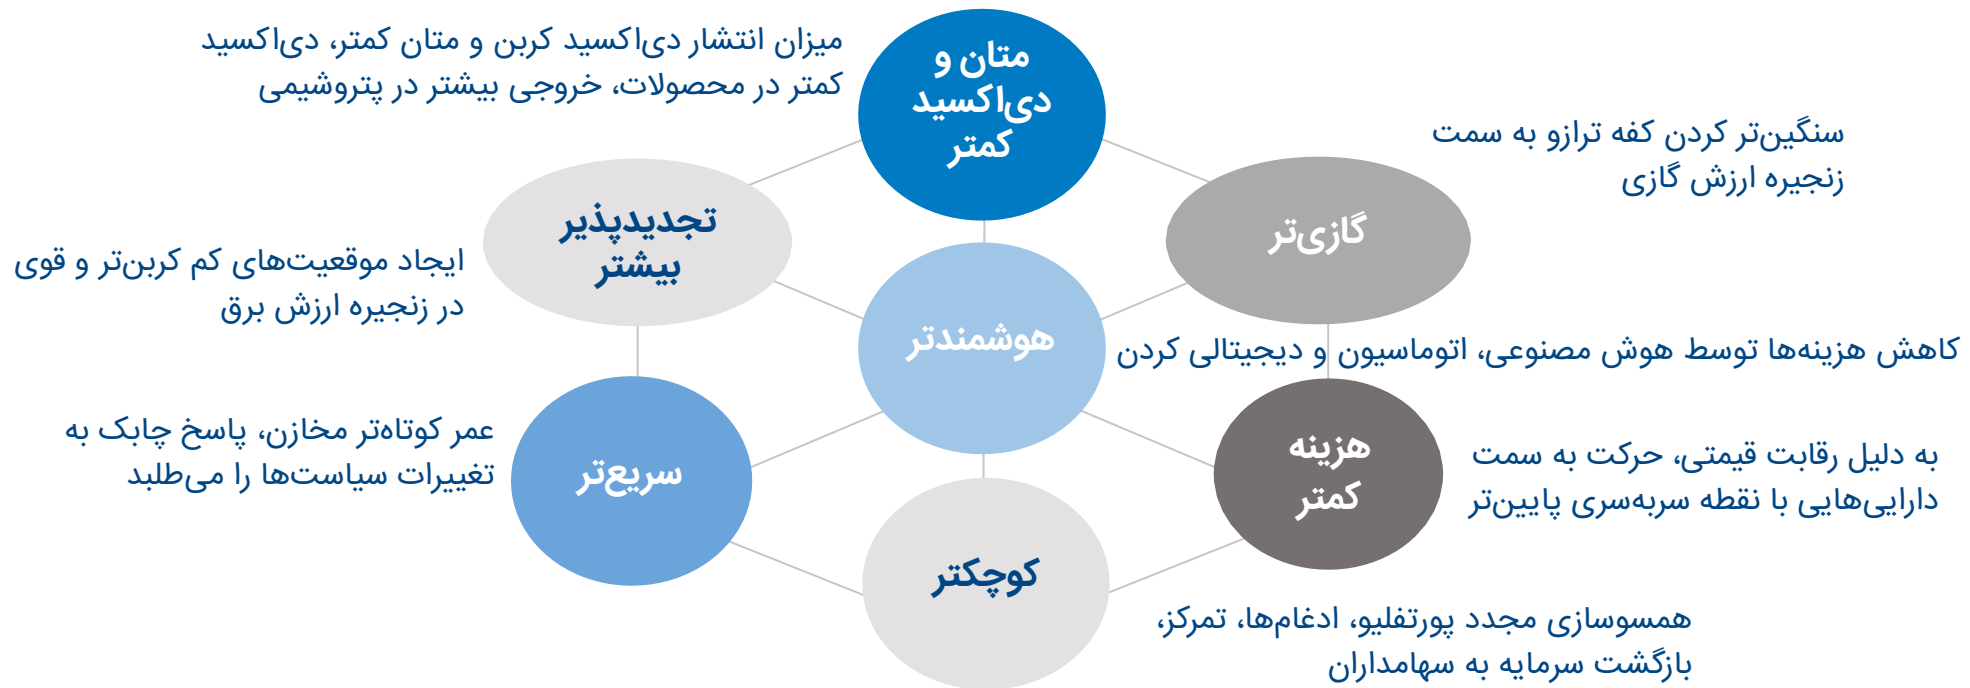 میزان انتشار دی‌اکسید کربن و متان کمتر، دی‌اکسید
کمتر در محصولات، خروجی بیشتر در پتروشیمی
متان و
دی‌اکسید
کمتر
سنگین‌تر کردن کفه ترازو به سمت
زنجیره ارزش گازی
گازی‌تر
تجدیدپذیر
بیشتر
ایجاد موقعیت‌های کم کربن‌تر و قوی
در زنجیره ارزش برق
هوشمندتر
کاهش هزینه‌ها توسط هوش مصنوعی، اتوماسیون و دیجیتالی کردن
هزینه
کمتر
به دلیل رقابت قیمتی، حرکت به سمت
دارایی‌هایی با نقطه سربه‌سری پایین‌تر
سریع‌تر
عمر کوتاه‌تر مخازن، پاسخ چابک به
تغییرات سیاست‌ها را می‌طلبد
کوچکتر
همسوسازی مجدد پورتفلیو، ادغام‌ها، تمرکز،
بازگشت سرمایه به سهامداران